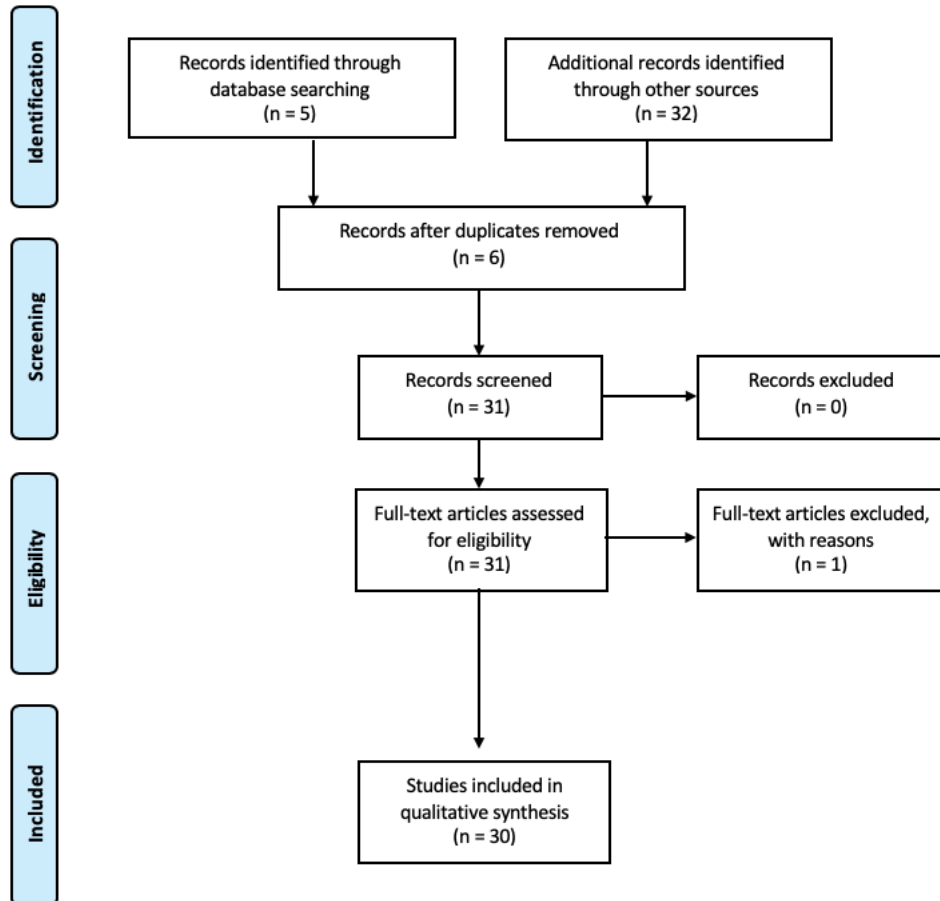 Identification
Records identified through
database searching
(n = 5)
Additional records identified
through other sources
(n = 32)
Records after duplicates removed
(n = 6)
Screening
Records screened
(n = 31)
Records excluded
(n = 0)
Eligibility
Full-text articles assessed
for eligibility
(n = 31)
Full-text articles excluded,
with reasons
(n = 1)
Included
Studies included in
qualitative synthesis
(n = 30)